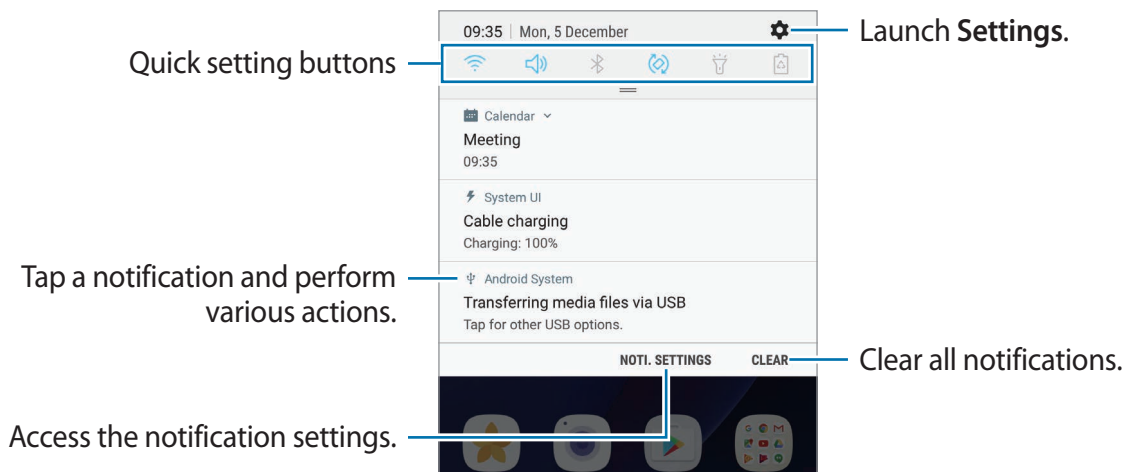 09:35 | Mon, 5 December
Launch Settings.
Quick setting buttons
Calendar
Meeting
09:35
System UI
Cable charging
Charging: 100%
Tap a notification and perform
various actions.
Android System
Transferring media files via USB
Tap for other USB options.
NOTI. SETTINGS CLEAR
Clear all notifications.
Access the notification settings.